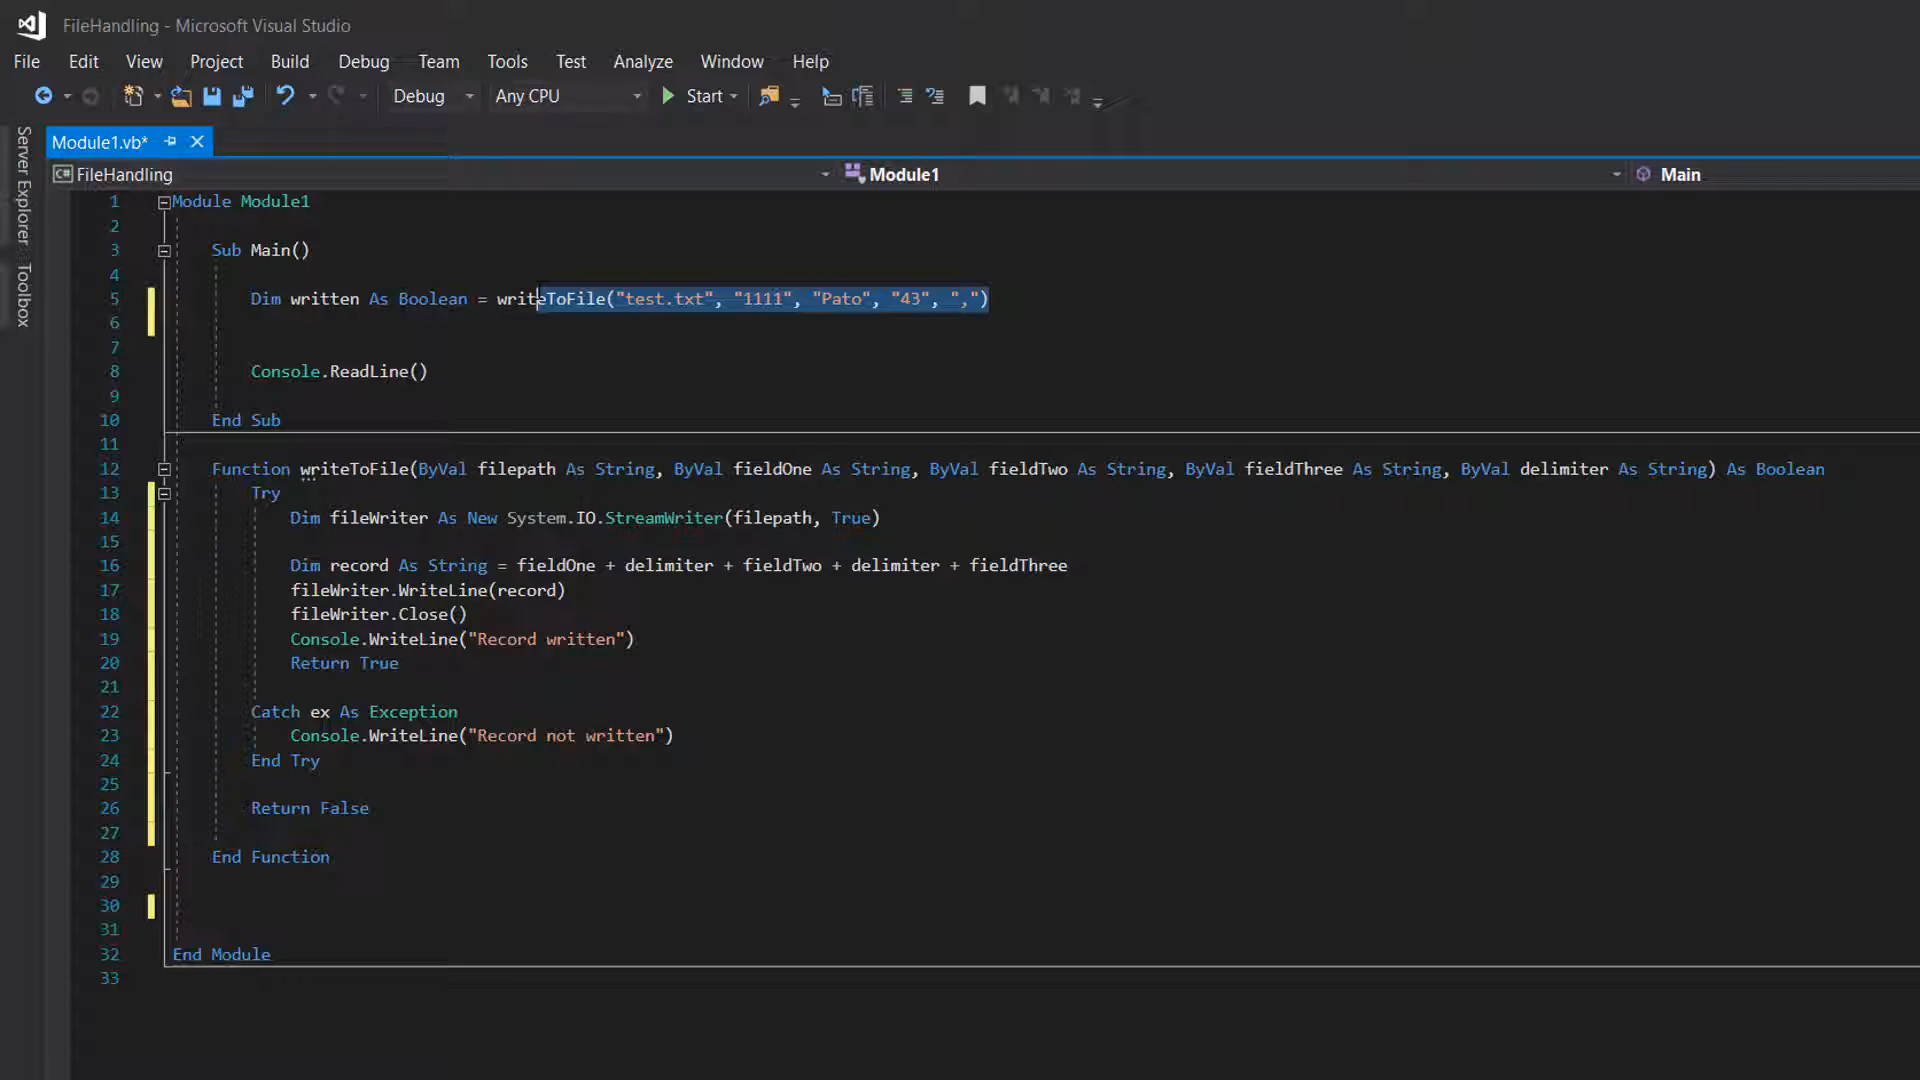 FileHandling - Microsoft Visual Studio
File Edit View Project Build Debug Team Tools Test Analyze Window Help
Debug Any CPU Start
Server Explorer
Toolbox
Module1.vb*
FileHandling Module1 Main
1 Module Module1
2
3 Sub Main()
4
5 Dim written As Boolean = writeToFile("test.txt", "1111", "Pato", "43", ",")
6
7
8 Console.ReadLine()
9
10 End Sub
11
12 Function writeToFile(ByVal filepath As String, ByVal fieldOne As String, ByVal fieldTwo As String, ByVal fieldThree As String, ByVal delimiter As String) As Boolean
13 Try
14 Dim fileWriter As New System.IO.StreamWriter(filepath, True)
15
16 Dim record As String = fieldOne + delimiter + fieldTwo + delimiter + fieldThree
17 fileWriter.WriteLine(record)
18 fileWriter.Close()
19 Console.WriteLine("Record written")
20 Return True
21
22 Catch ex As Exception
23 Console.WriteLine("Record not written")
24 End Try
25
26 Return False
27
28 End Function
29
30
31
32 End Module
33